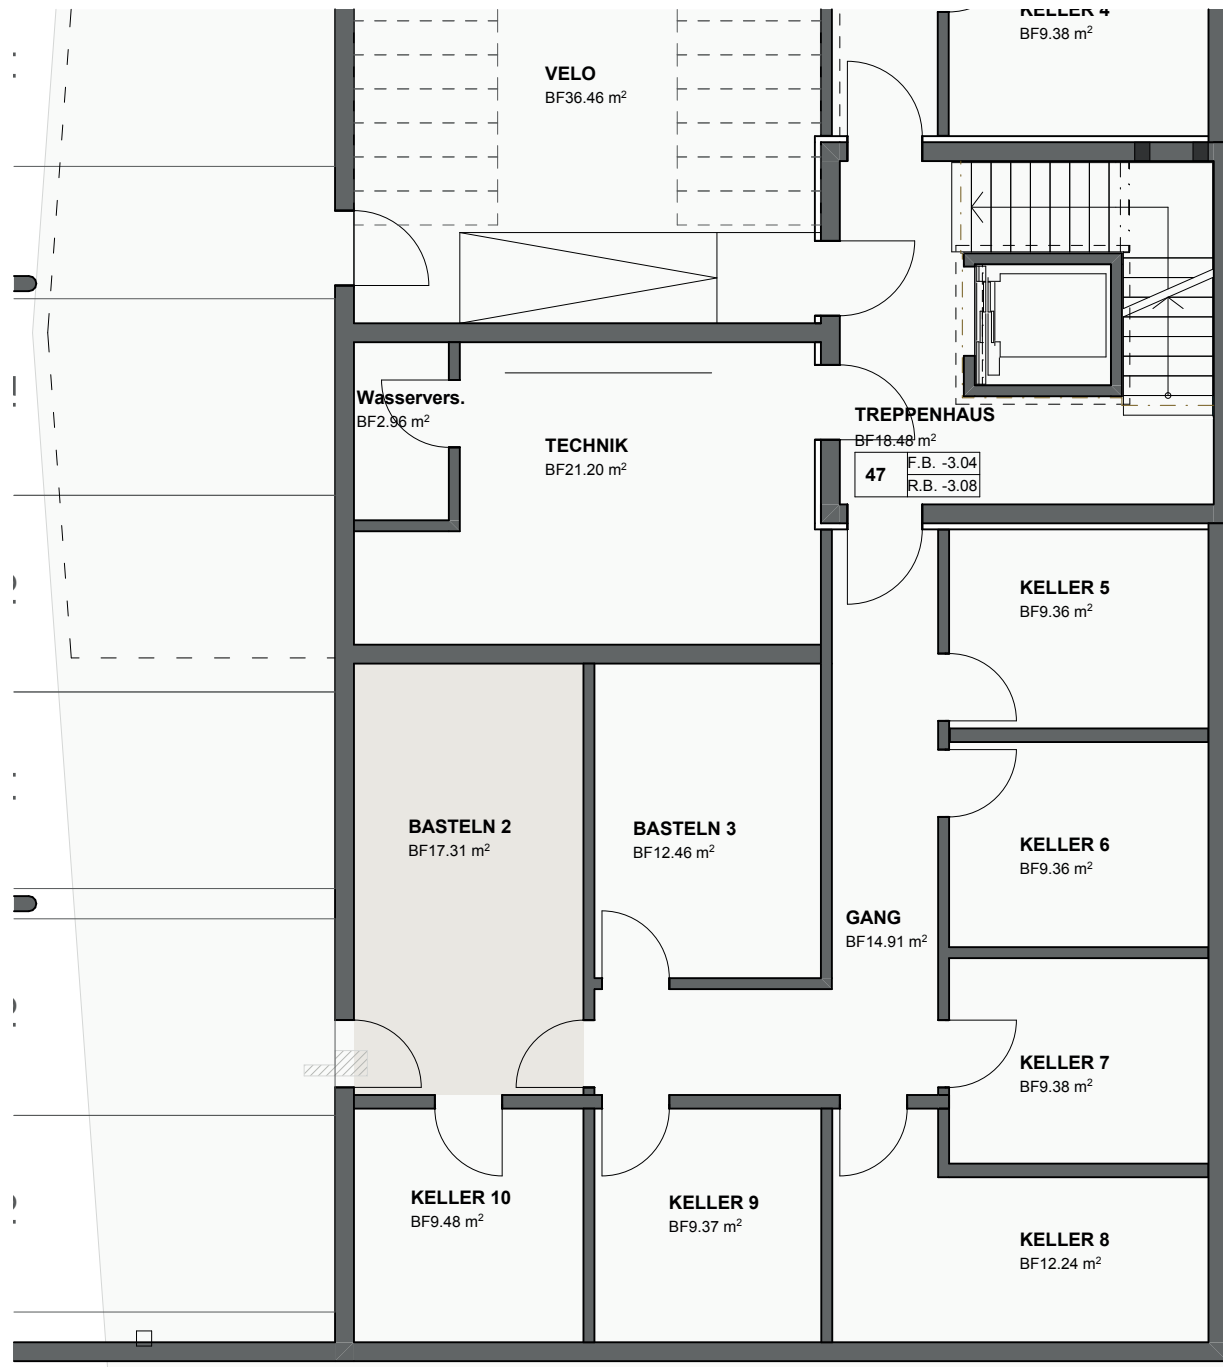 KELLER 4
BF9.38 m²
VELO
BF36.46 m²
Wasservers.
BF2.96 m²
TECHNIK
BF21.20 m²
TREPPENHAUS
BF18.48 m²
47
F.B. -3.04
R.B. -3.08
KELLER 5
BF9.36 m²
BASTELN 2
BF17.31 m²
BASTELN 3
BF12.46 m²
KELLER 6
BF9.36 m²
GANG
BF14.91 m²
KELLER 7
BF9.38 m²
KELLER 10
BF9.48 m²
KELLER 9
BF9.37 m²
KELLER 8
BF12.24 m²